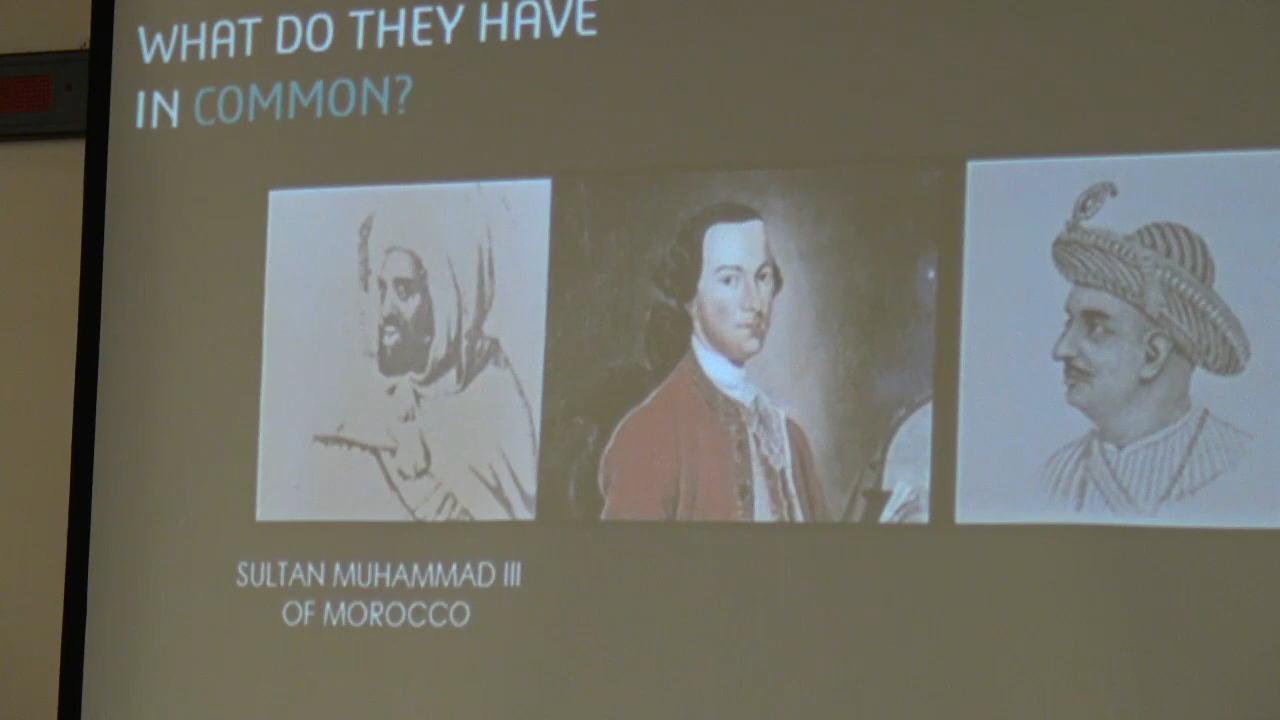 WHAT DO THEY HAVE
IN COMMON?
SULTAN MUHAMMAD III
OF MOROCCO